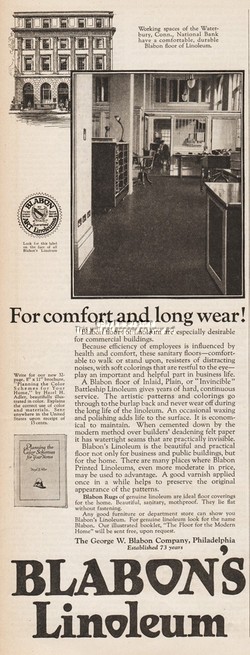 Working spaces of the Water-
bury, Conn., National Bank
have a comfortable, durable
Blabon floor of Linoleum.
BLABON
ART Linoleum
Look for this label
on the face of all
Blabon's Linoleum
For comfort and long wear!
are especially desirable
for commercial buildings.
Because efficiency of employees is influenced by
health and comfort, these sanitary floors—comfort-
able to walk or stand upon, resisters of distracting
noises, with soft colorings that are restful to the eye—
play an important and helpful part in business life.
A Blabon floor of Inlaid, Plain, or "Invincible"
Battleship Linoleum gives years of hard, continuous
service. The artistic patterns and colorings go
through to the burlap back and never wear off during
the long life of the linoleum. An occasional waxing
and polishing adds life to the surface. It is econom-
ical to maintain. When cemented down by the
modern method over builders' deadening felt paper
it has watertight seams that are practically invisible.
Blabon's Linoleum is the beautiful and practical
floor not only for business and public buildings, but
for the home. There are many places where Blabon
Printed Linoleums, even more moderate in price,
may be used to advantage. A good varnish applied
once in a while helps to preserve the original
appearance of the patterns.
Blabon Rugs of genuine linoleum are ideal floor coverings
for the home. Beautiful, sanitary, mothproof. They lie flat
without fastening.
Any good furniture or department store can show you
Blabon's Linoleum. For genuine linoleum look for the name
Blabon. Our illustrated booklet, "The Floor for the Modern
Home" will be sent free, upon request.
The George W. Blabon Company, Philadelphia
Established 73 years
Write for our new 32-
page, 8" x 11" brochure,
"Planning the Color
Schemes for Your
Home," by Hazel H.
Adler, beautifully illus-
trated in color. Explains
the correct use of color
and materials. Sent
anywhere in the United
States upon receipt of
Planning the
Color Schemes
for Your Home
BLABON'S
Linoleum